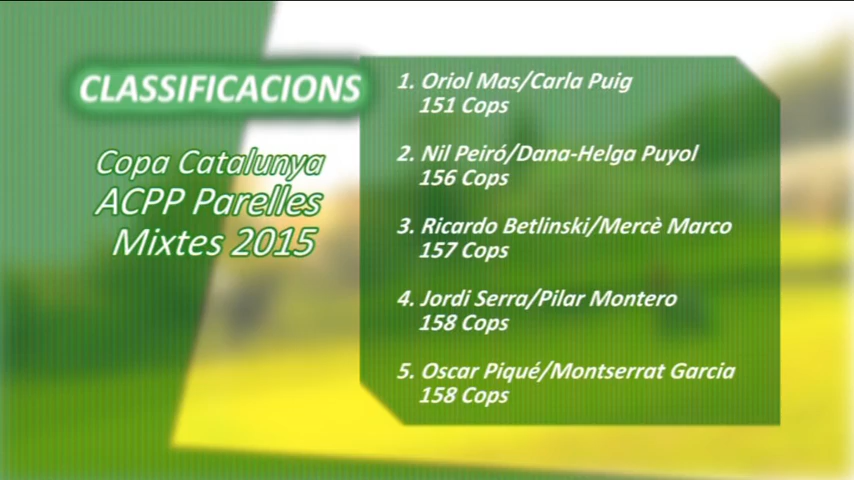 CLASSIFICACIONS
Copa Catalunya
ACPP Parelles
Mixtes 2015
1. Oriol Mas/Carla Puig
151 Cops
2. Nil Peiró/Dana-Helga Puyol
156 Cops
3. Ricardo Betlinski/Mercè Marco
157 Cops
4. Jordi Serra/Pilar Montero
158 Cops
5. Oscar Piqué/Montserrat Garcia
158 Cops